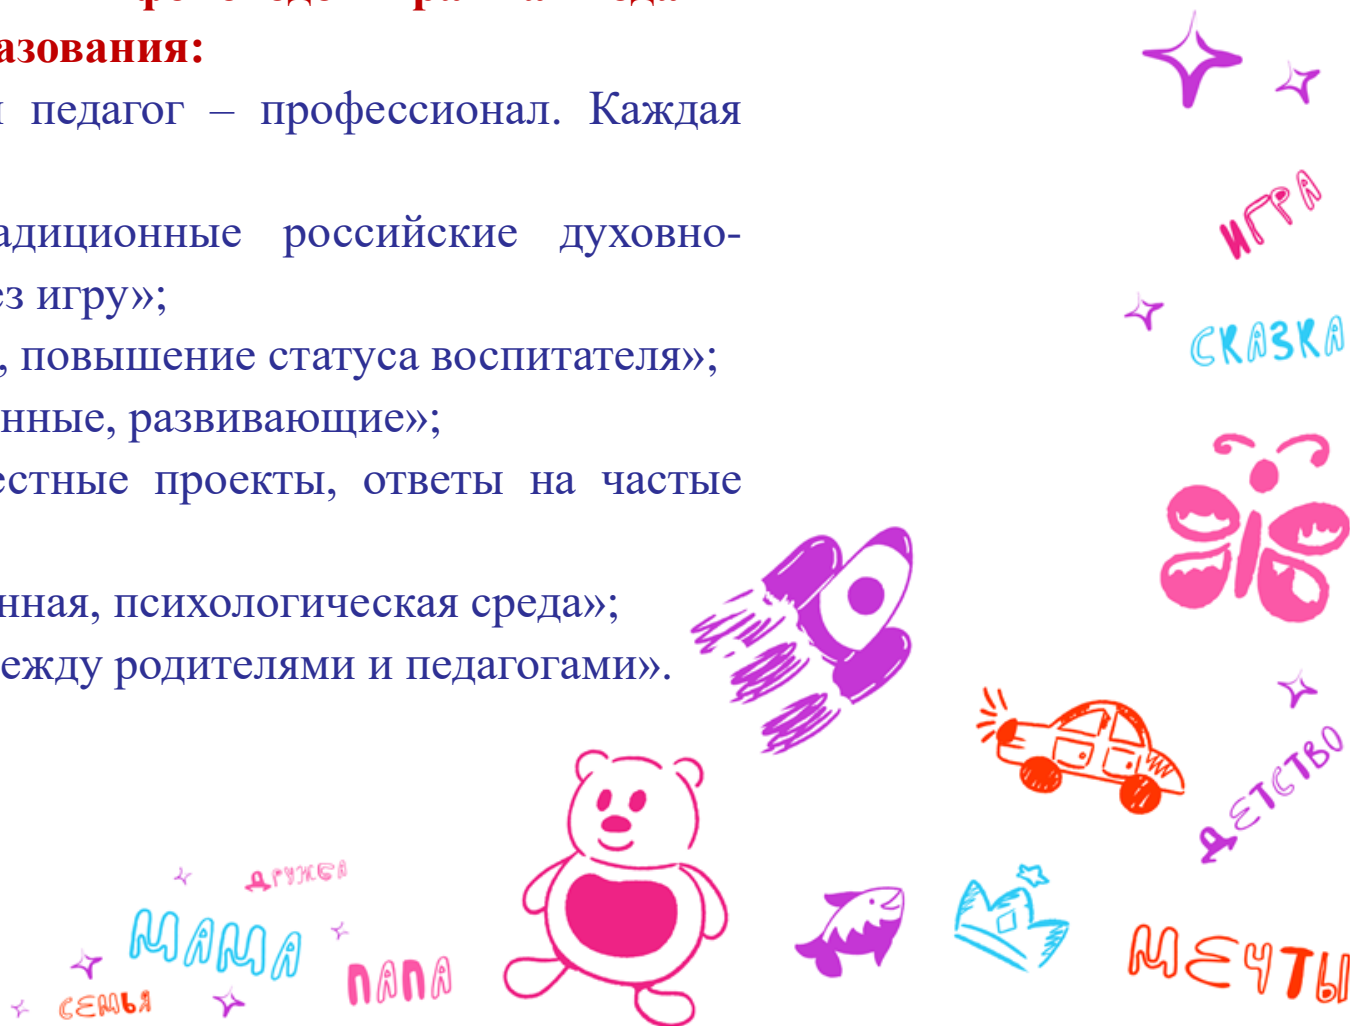 азования:
педагог – профессионал. Каждая
адиционные российские духовно-
ез игру»;
, повышение статуса воспитателя»;
нные, развивающие»;
естные проекты, ответы на частые
нная, психологическая среда»;
ежду родителями и педагогами».
ИГРА
СКАЗКА
ДЕТСТВО
ДРУЖБА
МАМА
ПАПА
СЕМЬЯ
МЕЧТЫ